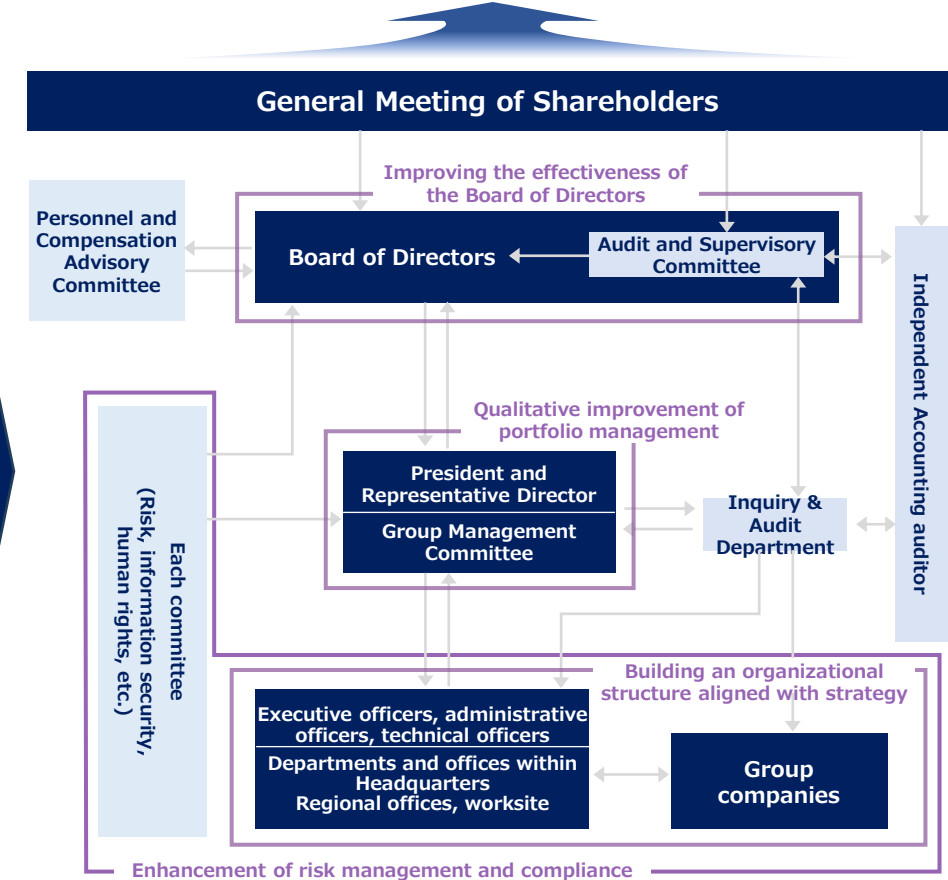 General Meeting of Shareholders
Improving the effectiveness of
the Board of Directors
Personnel and
Compensation
Advisory
Committee
Board of Directors
Audit and Supervisory
Committee
Independent Accounting auditor
Qualitative improvement of
portfolio management
President and
Representative Director
Group Management
Committee
Inquiry &
Audit
Department
Each committee
(Risk, information security,
human rights, etc.)
Building an organizational
structure aligned with strategy
Executive officers, administrative
officers, technical officers
Departments and offices within
Headquarters
Regional offices, worksite
Group
companies
Enhancement of risk management and compliance